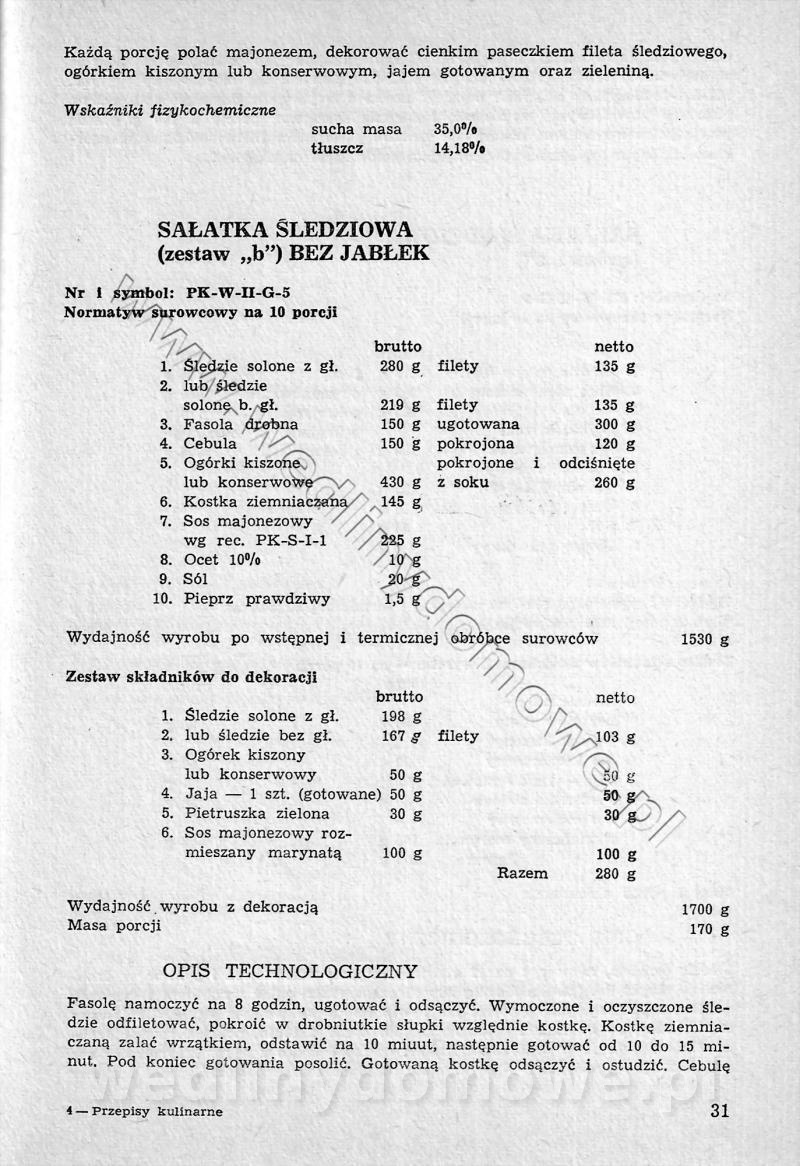 Każdą porcję polać majonezem, dekorować cienkim paseczkiem fileta śledziowego,
ogórkiem kiszonym lub konserwowym, jajem gotowanym oraz zieleniną.
Wskaźniki fizykochemiczne
sucha masa 35,0%
tłuszcz 14,18%
SAŁATKA ŚLEDZIOWA
(zestaw „b”) BEZ JABŁEK
Nr i symbol: PK-W-II-G-5
Normatyw surowcowy na 10 porcji
brutto netto
1. Śledzie solone z gł. 280 g filety 135 g
2. lub śledzie
solone b. gł. 219 g filety 135 g
3. Fasola drobna 150 g ugotowana 300 g
4. Cebula 150 g pokrojona 120 g
5. Ogórki kiszone pokrojone i odciśnięte
lub konserwowe 430 g z soku 260 g
6. Kostka ziemniaczana 145 g
7. Sos majonezowy
wg rec. PK-S-I-1 225 g
8. Ocet 10% 10 g
9. Sól 20 g
10. Pieprz prawdziwy 1,5 g
Wydajność wyrobu po wstępnej i termicznej obróbce surowców 1530 g
Zestaw składników do dekoracji
brutto netto
1. Śledzie solone z gł. 198 g
2. lub śledzie bez gł. 167 g filety 103 g
3. Ogórek kiszony
lub konserwowy 50 g 50 g
4. Jaja — 1 szt. (gotowane) 50 g 50 g
5. Pietruszka zielona 30 g 30 g
6. Sos majonezowy roz-
mieszany marynatą 100 g 100 g
Razem 280 g
Wydajność wyrobu z dekoracją 1700 g
Masa porcji 170 g
OPIS TECHNOLOGICZNY
Fasolę namoczyć na 8 godzin, ugotować i odsączyć. Wymoczone i oczyszczone śle-
dzie odfiletować, pokroić w drobniutkie słupki względnie kostkę. Kostkę ziemnia-
czaną zalać wrzątkiem, odstawić na 10 miuut, następnie gotować od 10 do 15 mi-
nut. Pod koniec gotowania posolić. Gotowaną kostkę odsączyć i ostudzić. Cebulę
4 — Przepisy kulinarne 31
www.wedlinydomowe.pl
wedlinydomowe.pl